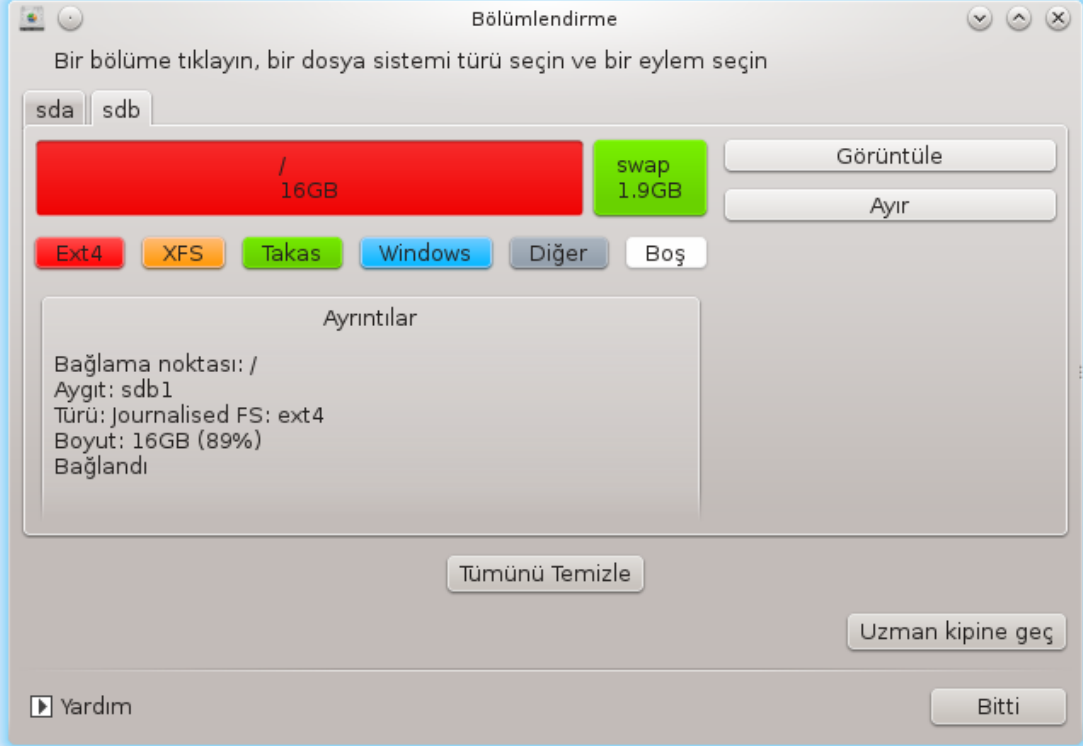 Bölümlendirme
Bir bölüme tıklayın, bir dosya sistemi türü seçin ve bir eylem seçin
sda sdb
/
16GB
swap
1.9GB
Görüntüle
Ayır
Ext4 XFS Takas Windows Diğer Boş
Ayrıntılar
Bağlama noktası: /
Aygıt: sdb1
Türü: Journalised FS: ext4
Boyut: 16GB (89%)
Bağlandı
Tümünü Temizle
Uzman kipine geç
Yardım
Bitti